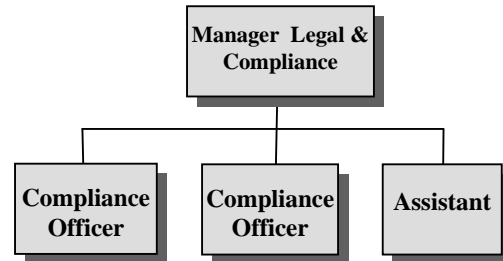 Manager Legal &
Compliance
Compliance
Officer
Compliance
Officer
Assistant